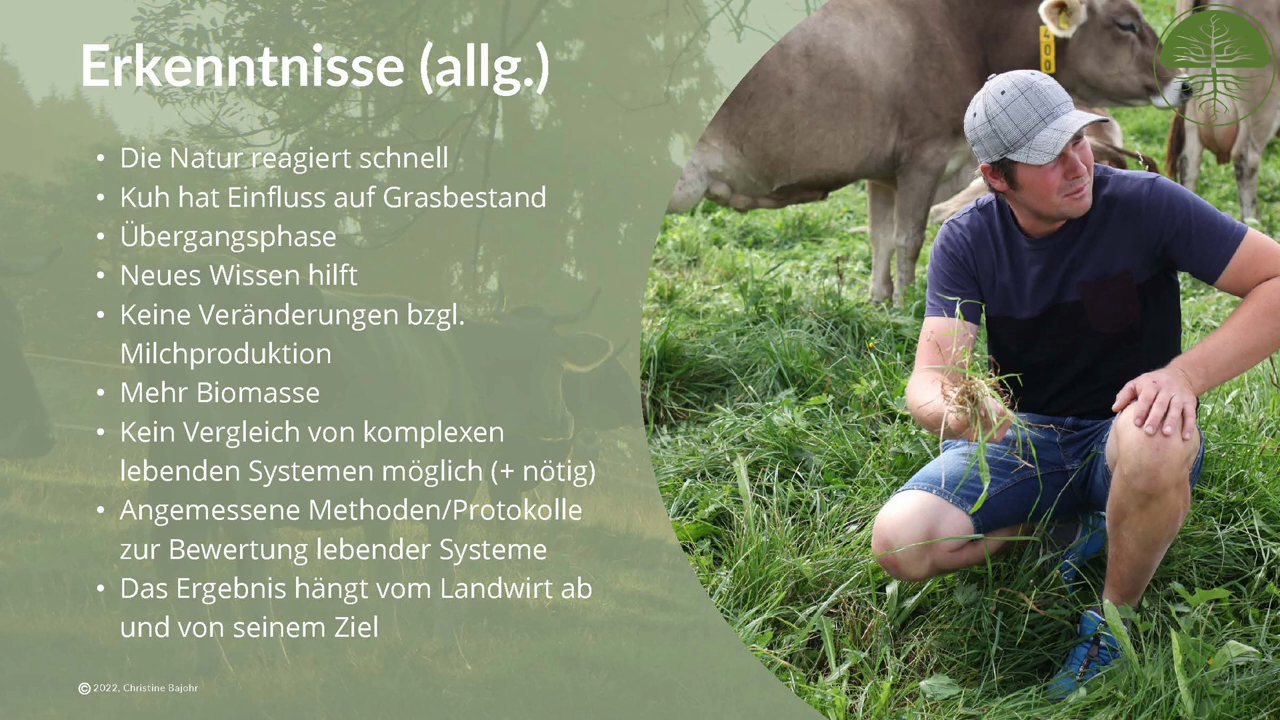 Erkenntnisse (allg.)
• Die Natur reagiert schnell
• Kuh hat Einfluss auf Grasbestand
• Übergangsphase
• Neues Wissen hilft
• Keine Veränderungen bzgl.
Milchproduktion
• Mehr Biomasse
• Kein Vergleich von komplexen
lebenden Systemen möglich (+ nötig)
• Angemessene Methoden/Protokolle
zur Bewertung lebender Systeme
• Das Ergebnis hängt vom Landwirt ab
und von seinem Ziel
© 2022, Christine Bajohr
400